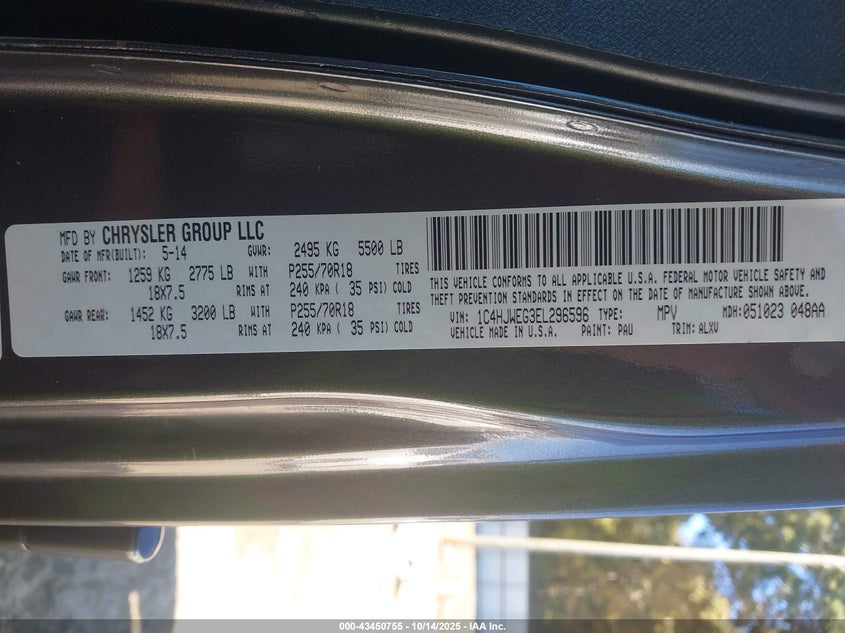 MFD BY CHRYSLER GROUP LLC
DATE OF MFR(BUILT): 5-14 GVWR: 2495 KG 5500 LB
GAWR FRONT: 1259 KG 2775 LB WITH P255/70R18 TIRES
18X7.5 RIMS AT 240 KPA ( 35 PSI) COLD
GAWR REAR: 1452 KG 3200 LB WITH P255/70R18 TIRES
18X7.5 RIMS AT 240 KPA ( 35 PSI) COLD
THIS VEHICLE CONFORMS TO ALL APPLICABLE U.S.A. FEDERAL MOTOR VEHICLE SAFETY AND
THEFT PREVENTION STANDARDS IN EFFECT ON THE DATE OF MANUFACTURE SHOWN ABOVE.
VIN: 1C4HJWEG3EL296596 TYPE: MPV MDH:051023 048AA
VEHICLE MADE IN U.S.A. PAINT: PAU TRIM: ALXV
000-43450755 - 10/14/2025 - IAA Inc.